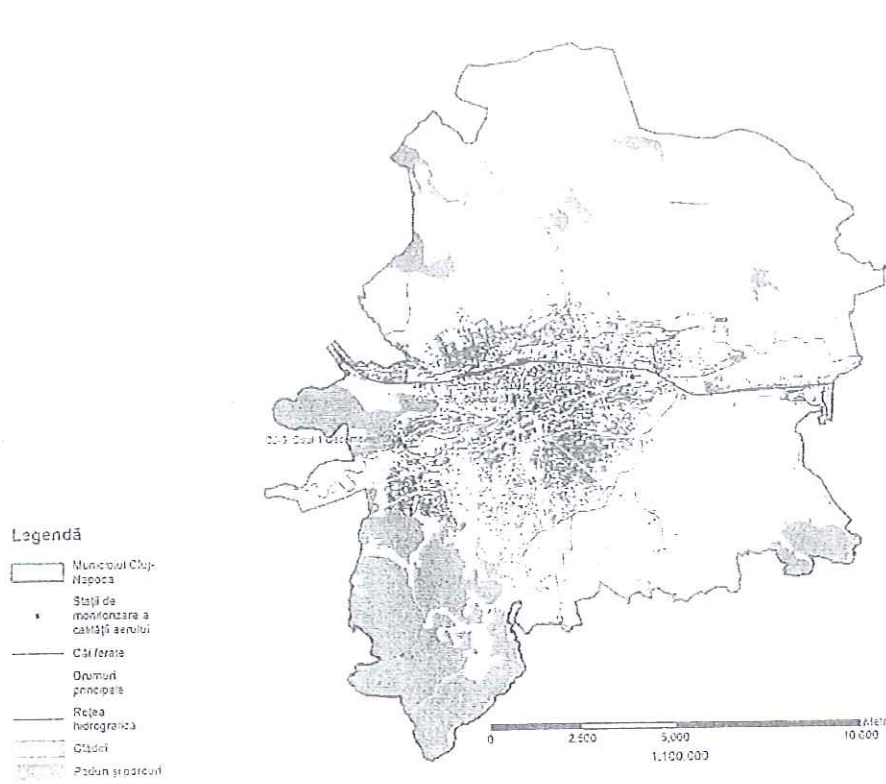 Legendă
Municipiul Cluj-
Napoca
Stații de
monitorizare a
calității aerului
Căi ferate
Drumuri
principale
Rețea
hidrografică
Clădiri
Păduri și parcuri
0 2.500 5,000 10.000
1:100.000